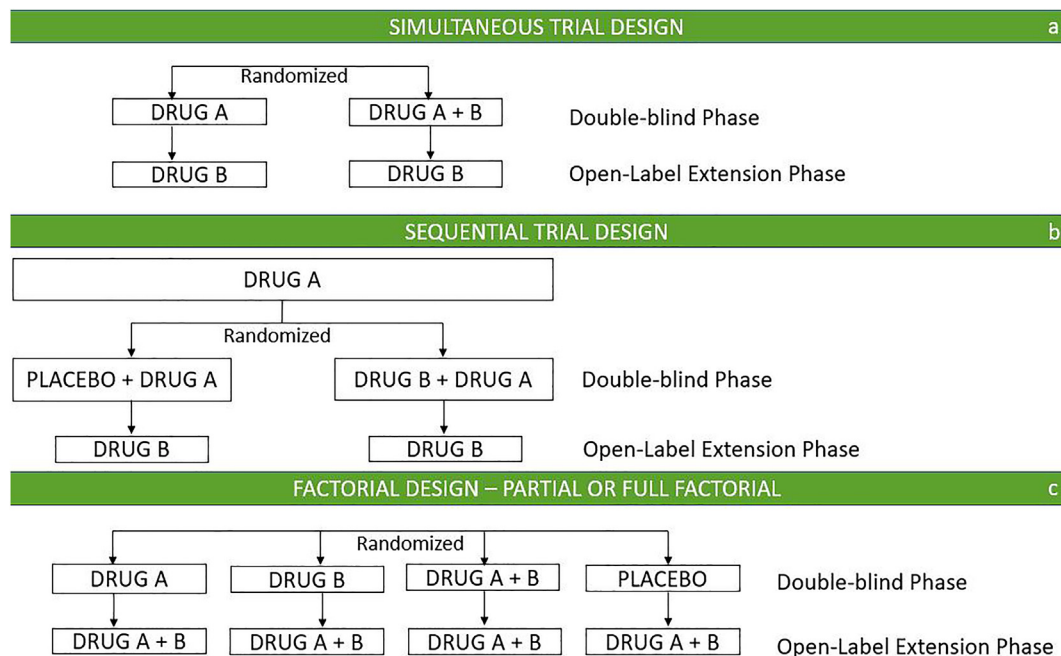 SIMULTANEOUS TRIAL DESIGN a
Randomized
DRUG A DRUG A + B Double-blind Phase
DRUG B DRUG B Open-Label Extension Phase
SEQUENTIAL TRIAL DESIGN b
DRUG A
Randomized
PLACEBO + DRUG A DRUG B + DRUG A Double-blind Phase
DRUG B DRUG B Open-Label Extension Phase
FACTORIAL DESIGN – PARTIAL OR FULL FACTORIAL c
Randomized
DRUG A DRUG B DRUG A + B PLACEBO Double-blind Phase
DRUG A + B DRUG A + B DRUG A + B DRUG A + B Open-Label Extension Phase